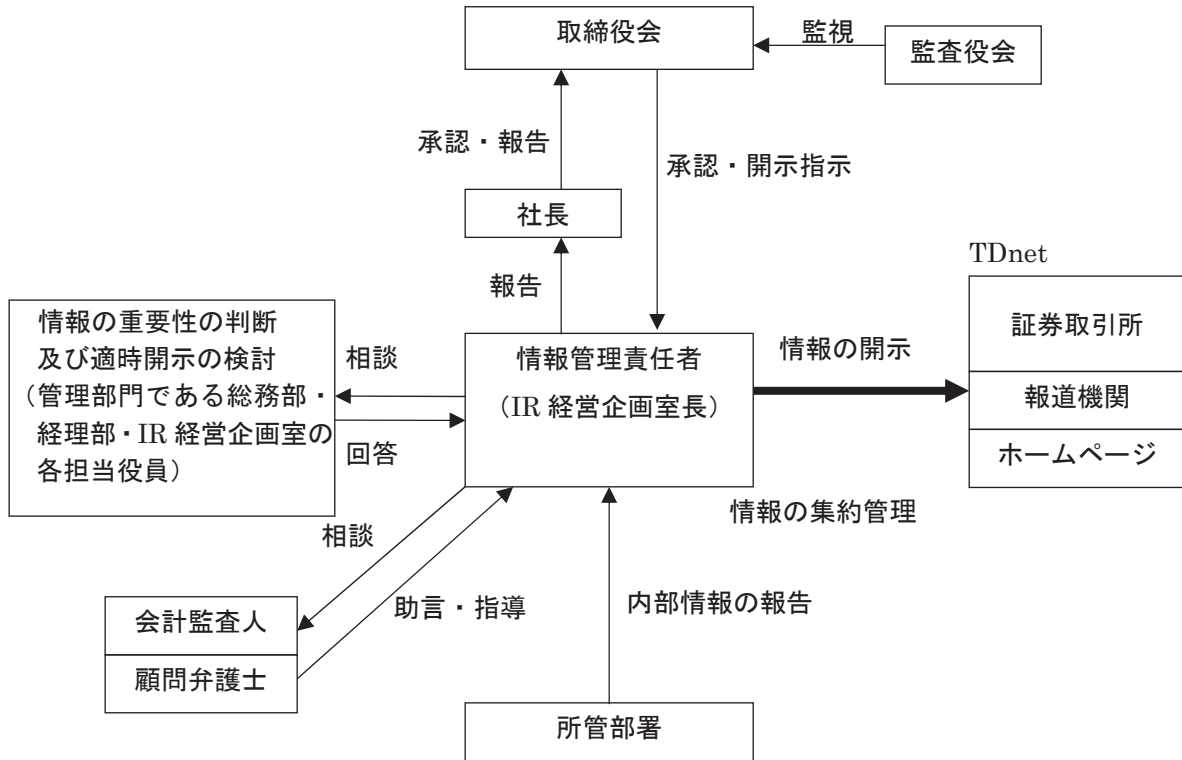 取締役会
監視
監査役会
承認・報告
承認・開示指示
社長
報告
TDnet
証券取引所
報道機関
ホームページ
情報の重要性の判断
及び適時開示の検討
（管理部門である総務部・
経理部・IR 経営企画室の
各担当役員）
相談
回答
情報管理責任者
（IR 経営企画室長）
情報の開示
情報の集約管理
相談
助言・指導
内部情報の報告
会計監査人
顧問弁護士
所管部署